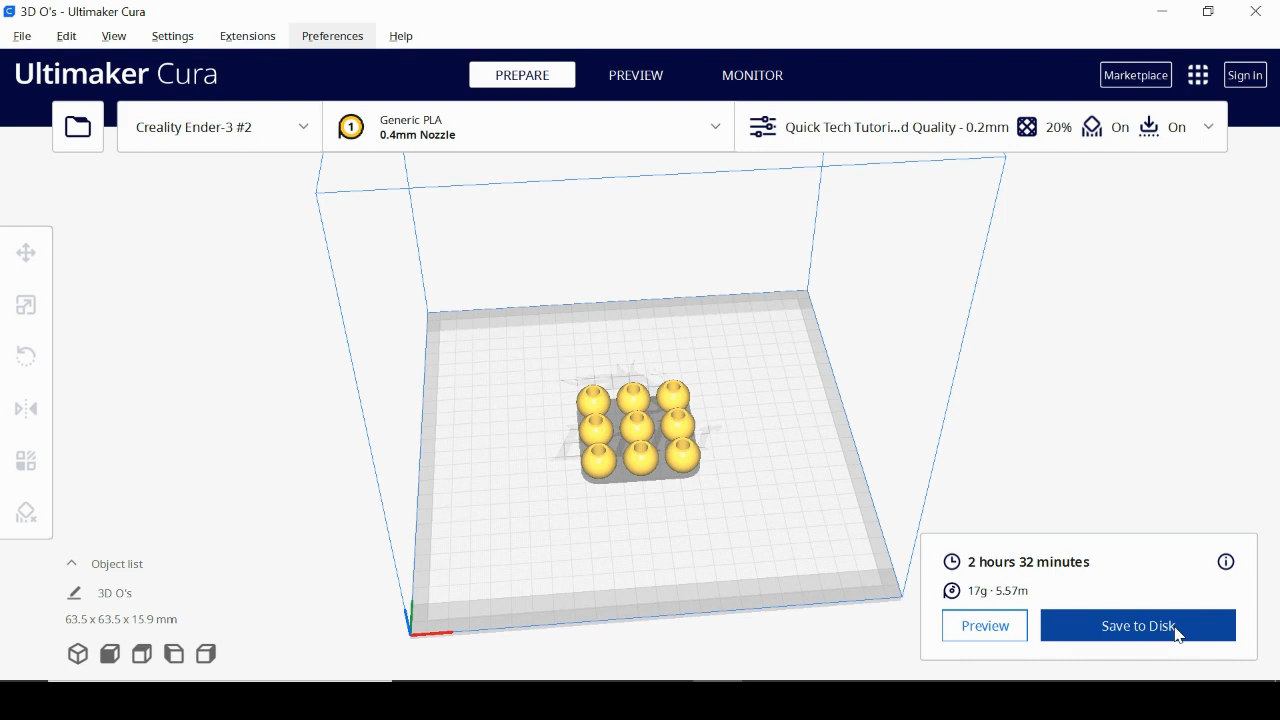 3D O's - Ultimaker Cura
File Edit View Settings Extensions Preferences Help
Ultimaker Cura PREPARE PREVIEW MONITOR Marketplace Sign in
Creality Ender-3 #2
1
Generic PLA
0.4mm Nozzle
Quick Tech Tutori...d Quality - 0.2mm 20% On On
Object list
3D O's
63.5 x 63.5 x 15.9 mm
2 hours 32 minutes
17g · 5.57m
Preview Save to Disk